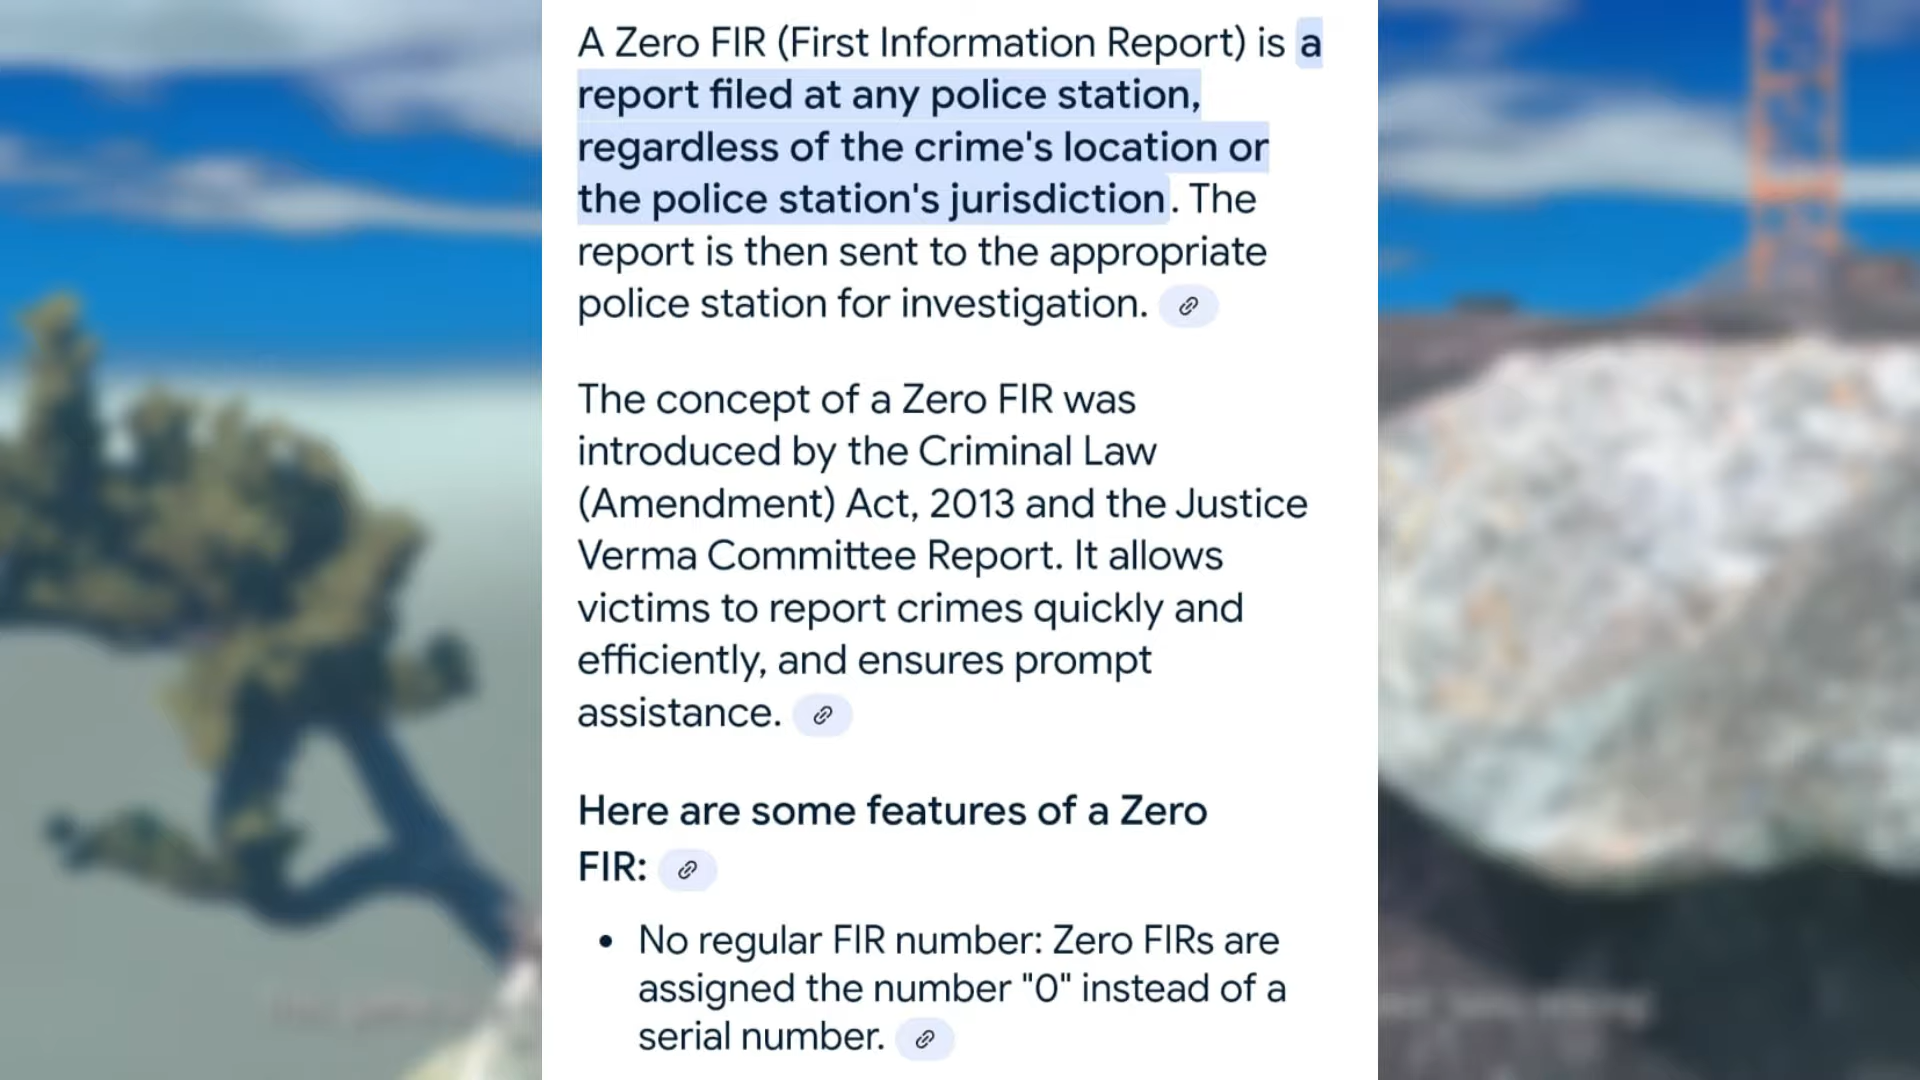 A Zero FIR (First Information Report) is a
report filed at any police station,
regardless of the crime's location or
the police station's jurisdiction. The
report is then sent to the appropriate
police station for investigation.
The concept of a Zero FIR was
introduced by the Criminal Law
(Amendment) Act, 2013 and the Justice
Verma Committee Report. It allows
victims to report crimes quickly and
efficiently, and ensures prompt
assistance.
Here are some features of a Zero
FIR:
• No regular FIR number: Zero FIRs are
assigned the number "0" instead of a
serial number.